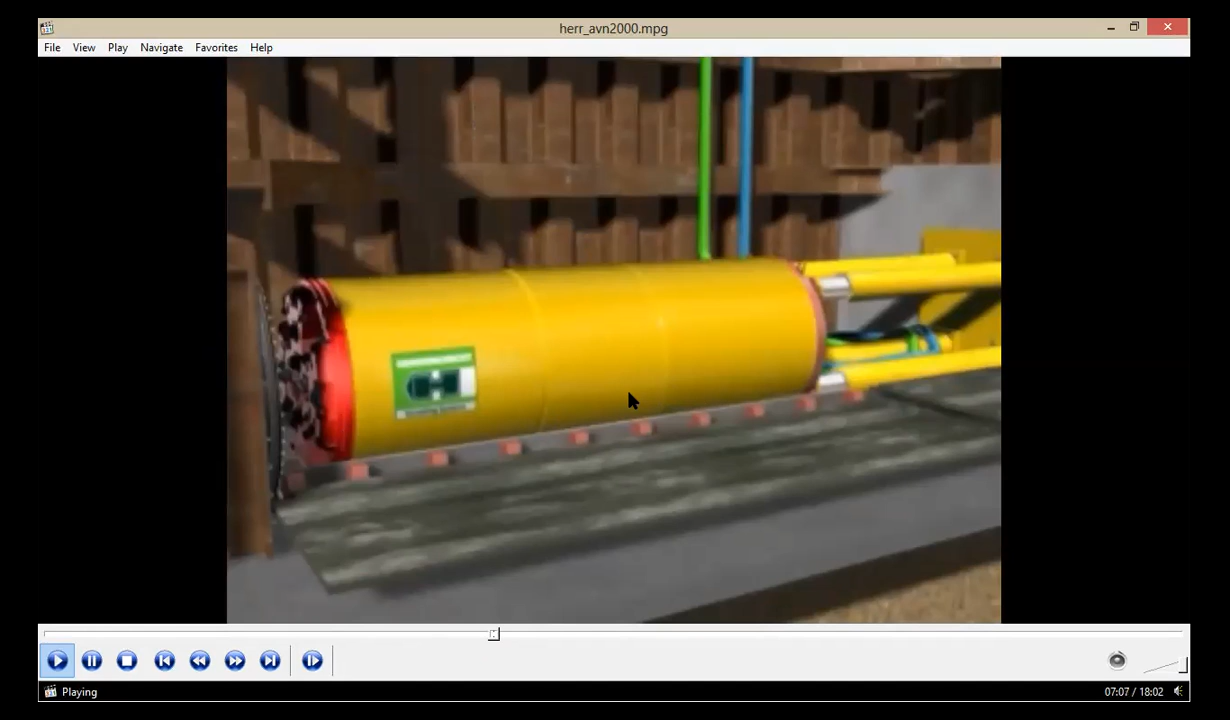 herr_avn2000.mpg
File View Play Navigate Favorites Help
Playing
07:07 / 18:02